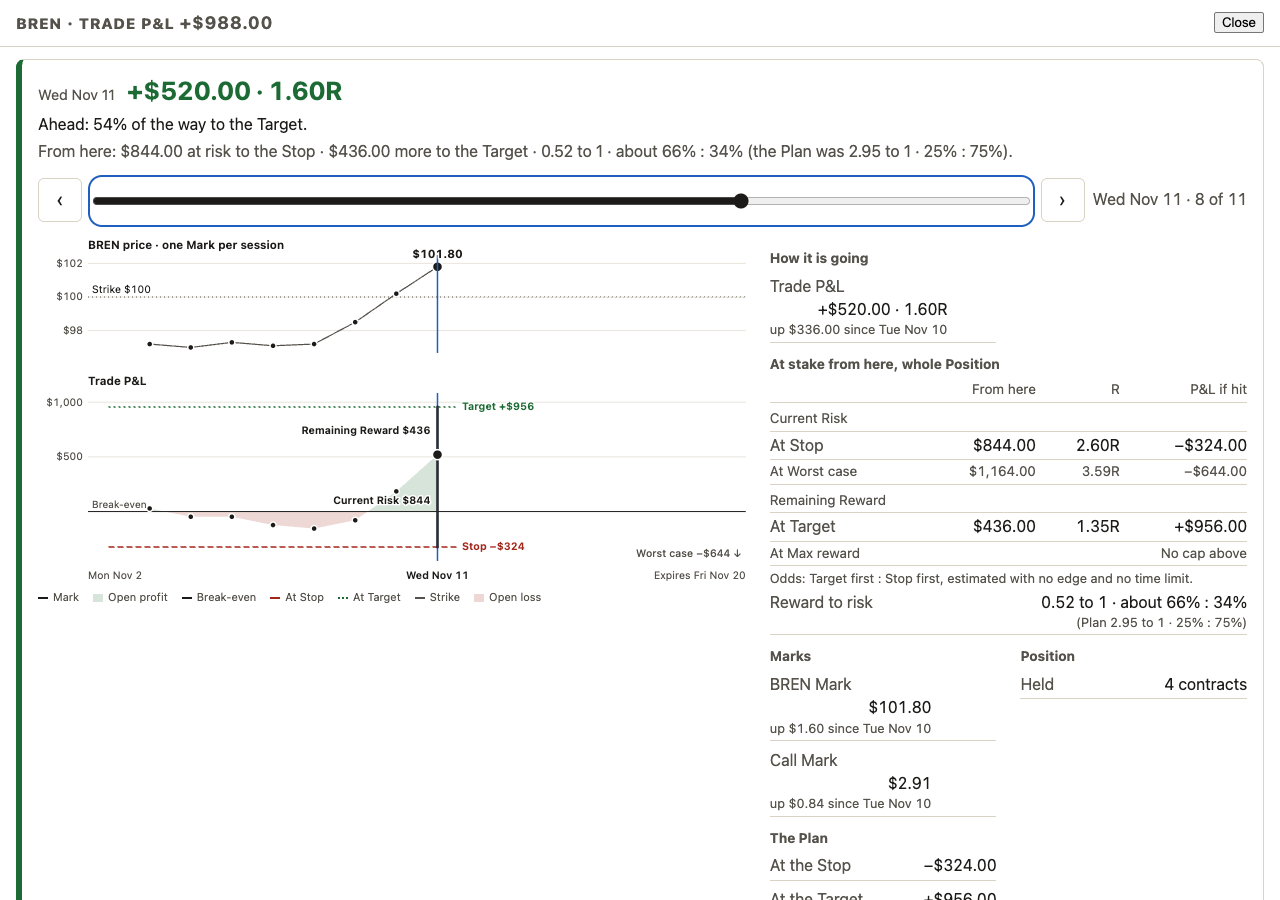 BREN · TRADE P&L +$988.00
Close
Wed Nov 11 +$520.00 · 1.60R
Ahead: 54% of the way to the Target.
From here: $844.00 at risk to the Stop · $436.00 more to the Target · 0.52 to 1 · about 66% : 34% (the Plan was 2.95 to 1 · 25% : 75%).
‹
›
Wed Nov 11 · 8 of 11
BREN price · one Mark per session
$101.80
$102
Strike $100
$100
$98
Trade P&L
$1,000
Target +$956
Remaining Reward $436
$500
Current Risk $844
Break-even
Stop −$324
Worst case −$644 ↓
Mon Nov 2
Wed Nov 11
Expires Fri Nov 20
Mark
Open profit
Break-even
At Stop
At Target
Strike
Open loss
How it is going
Trade P&L
+$520.00 · 1.60R
up $336.00 since Tue Nov 10
At stake from here, whole Position
From here R P&L if hit
Current Risk
At Stop $844.00 2.60R −$324.00
At Worst case $1,164.00 3.59R −$644.00
Remaining Reward
At Target $436.00 1.35R +$956.00
At Max reward No cap above
Odds: Target first : Stop first, estimated with no edge and no time limit.
Reward to risk 0.52 to 1 · about 66% : 34%
(Plan 2.95 to 1 · 25% : 75%)
Marks
BREN Mark
$101.80
up $1.60 since Tue Nov 10
Call Mark
$2.91
up $0.84 since Tue Nov 10
Position
Held 4 contracts
The Plan
At the Stop −$324.00
At the Target +$956.00